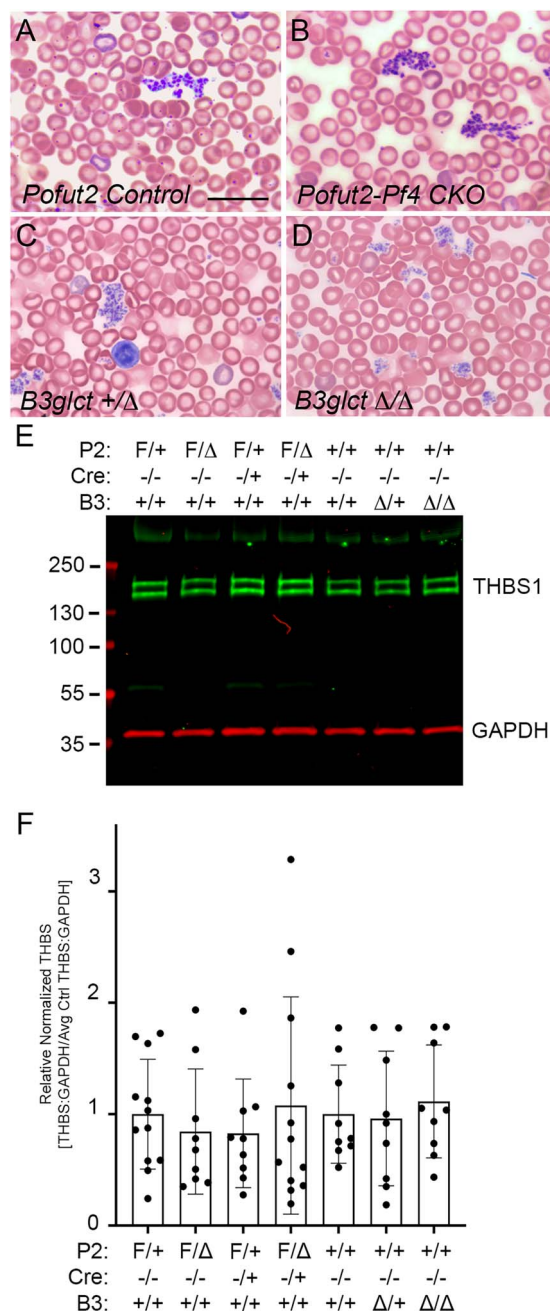 A
B
Pofut2 Control
Pofut2-Pf4 CKO
C
D
B3glct +/Δ
B3glct Δ/Δ
E
P2: F/+ F/Δ F/+ F/Δ +/+ +/+ +/+
Cre: -/- -/- -/+ -/+ -/- -/- -/-
B3: +/+ +/+ +/+ +/+ +/+ Δ/+ Δ/Δ
250
THBS1
130
100
55
GAPDH
35
F
Relative Normalized THBS
[THBS:GAPDH/Avg Ctrl THBS:GAPDH]
3
2
1
0
P2: F/+ F/Δ F/+ F/Δ +/+ +/+ +/+
Cre: -/- -/- -/+ -/+ -/- -/- -/-
B3: +/+ +/+ +/+ +/+ +/+ Δ/+ Δ/Δ